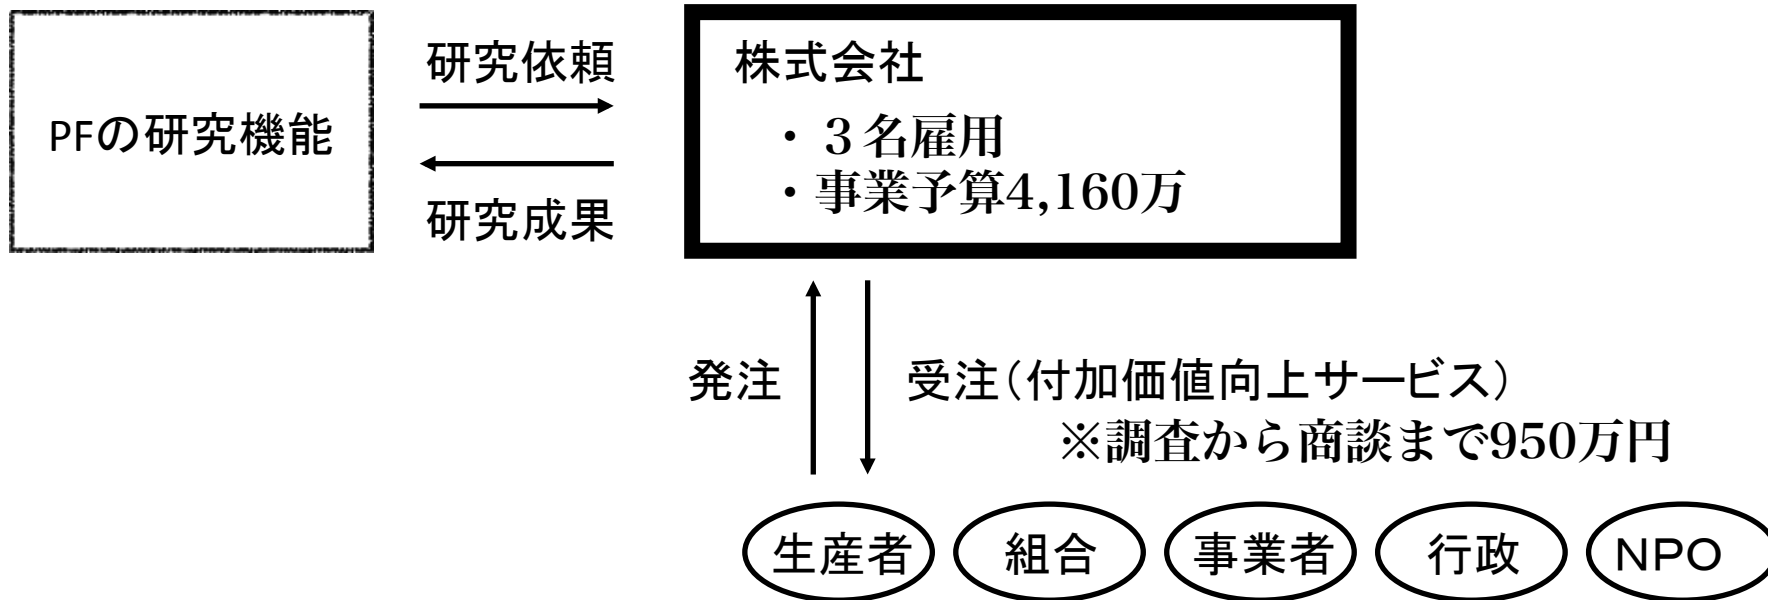 PFの研究機能
研究依頼
研究成果
株式会社
・３名雇用
・事業予算4,160万
発注
受注（付加価値向上サービス）
※調査から商談まで950万円
生産者
組合
事業者
行政
ＮＰＯ